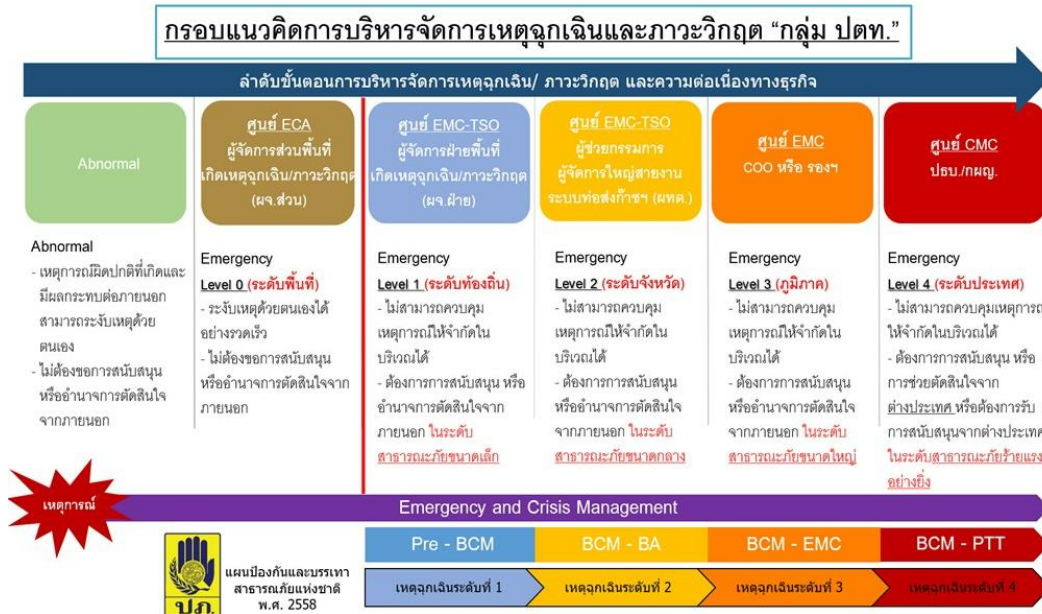 กรอบแนวคิดการบริหารจัดการเหตุฉุกเฉินและภาวะวิกฤต “กลุ่ม ปตท.”
ลำดับขั้นตอนการบริหารจัดการเหตุฉุกเฉิน/ ภาวะวิกฤต และความต่อเนื่องทางธุรกิจ
Abnormal
ศูนย์ ECA
ผู้จัดการส่วนพื้นที่
เกิดเหตุฉุกเฉิน/ภาวะวิกฤต
(ผจ.ส่วน)
ศูนย์ EMC-TSO
ผู้จัดการฝ่ายพื้นที่
เกิดเหตุฉุกเฉิน/ภาวะวิกฤต
(ผจ.ฝ่าย)
ศูนย์ EMC-TSO
ผู้ช่วยกรรมการ
ผู้จัดการใหญ่สายงาน
ระบบท่อส่งก๊าซฯ (ผทต.)
ศูนย์ EMC
COO หรือ รองฯ
ศูนย์ CMC
ปธบ./กผญ.
Abnormal
- เหตุการณ์ผิดปกติที่เกิดและ
มีผลกระทบต่อภายนอก
สามารถระงับเหตุด้วย
ตนเอง
- ไม่ต้องขอการสนับสนุน
หรืออำนาจการตัดสินใจ
จากภายนอก
Emergency
Level 0 (ระดับพื้นที่)
- ระงับเหตุด้วยตนเองได้
อย่างรวดเร็ว
- ไม่ต้องขอการสนับสนุน
หรืออำนาจการตัดสินใจจาก
ภายนอก
Emergency
Level 1 (ระดับท้องถิ่น)
- ไม่สามารถควบคุม
เหตุการณ์ให้จำกัดใน
บริเวณได้
- ต้องการการสนับสนุน หรือ
อำนาจการตัดสินใจจาก
ภายนอก ในระดับ
สาธารณะภัยขนาดเล็ก
Emergency
Level 2 (ระดับจังหวัด)
- ไม่สามารถควบคุม
เหตุการณ์ให้จำกัดใน
บริเวณได้
- ต้องการการสนับสนุน
หรืออำนาจการตัดสินใจ
จากภายนอก ในระดับ
สาธารณะภัยขนาดกลาง
Emergency
Level 3 (ภูมิภาค)
- ไม่สามารถควบคุม
เหตุการณ์ให้จำกัดใน
บริเวณได้
- ต้องการการสนับสนุน
หรืออำนาจการตัดสินใจ
จากภายนอก ในระดับ
สาธารณะภัยขนาดใหญ่
Emergency
Level 4 (ระดับประเทศ)
- ไม่สามารถควบคุมเหตุการณ์
ให้จำกัดในบริเวณได้
- ต้องการการสนับสนุน หรือ
การช่วยตัดสินใจจาก
ต่างประเทศ หรือต้องการรับ
การสนับสนุนจากต่างประเทศ
ในระดับสาธารณะภัยร้ายแรง
อย่างยิ่ง
เหตุการณ์
Emergency and Crisis Management
ปภ.
แผนป้องกันและบรรเทา
สาธารณภัยแห่งชาติ
พ.ศ. 2558
Pre - BCM
BCM - BA
BCM - EMC
BCM - PTT
เหตุฉุกเฉินระดับที่ 1
เหตุฉุกเฉินระดับที่ 2
เหตุฉุกเฉินระดับที่ 3
เหตุฉุกเฉินระดับที่ 4